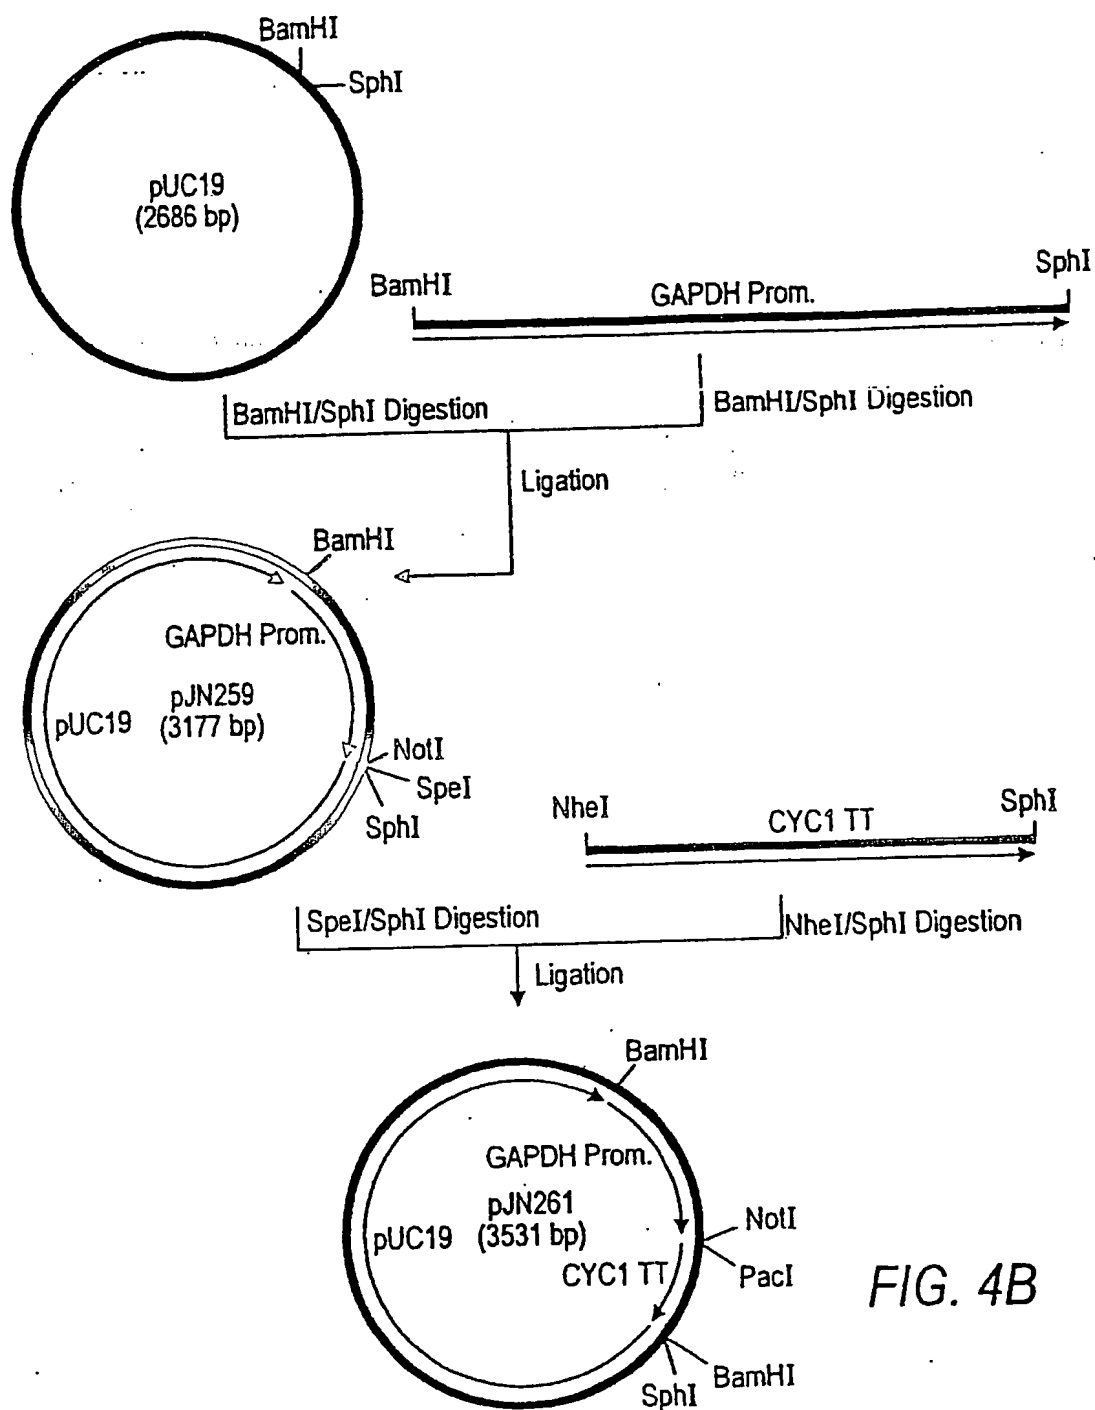 BamHI
SphI
pUC19
(2686 bp)
BamHI
GAPDH Prom.
SphI
BamHI/SphI Digestion
BamHI/SphI Digestion
Ligation
BamHI
GAPDH Prom.
pUC19
pJN259
(3177 bp)
NotI
SpeI
SphI
NheI
CYC1 TT
SphI
SpeI/SphI Digestion
NheI/SphI Digestion
Ligation
BamHI
GAPDH Prom.
pUC19
pJN261
(3531 bp)
CYC1 TT
NotI
PacI
BamHI
SphI
FIG. 4B